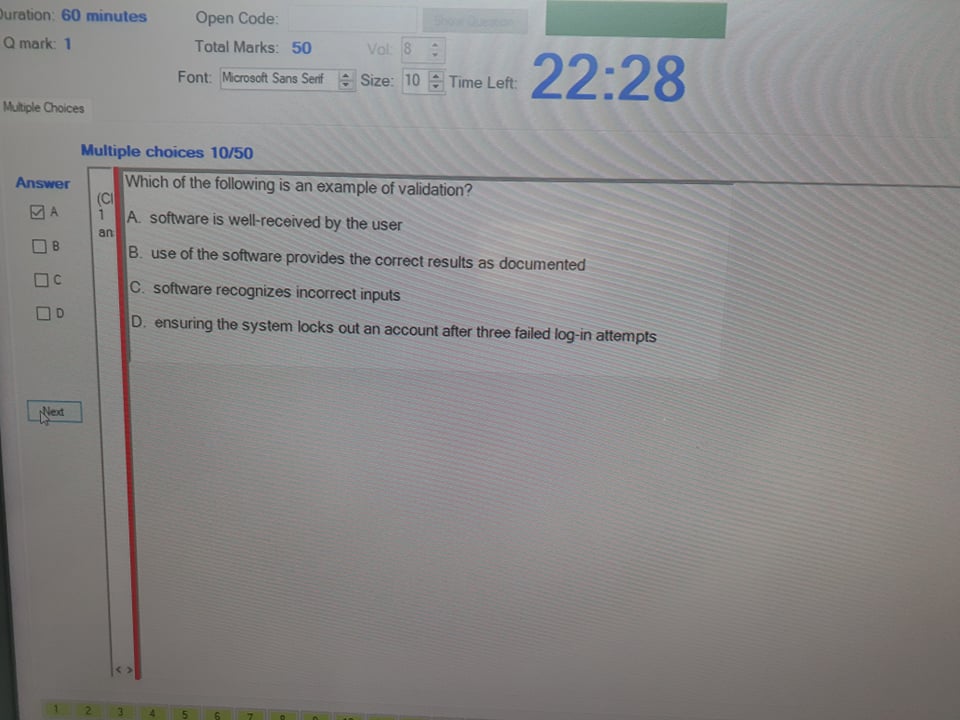 Duration: 60 minutes
Open Code:
Show Question
Q mark: 1
Total Marks: 50
Vol: 8
Font: Microsoft Sans Serif
Size: 10
Time Left: 22:28
Multiple Choices
Multiple choices 10/50
Answer
A
B
C
D
Next
(Cl
1
an
Which of the following is an example of validation?
A. software is well-received by the user
B. use of the software provides the correct results as documented
C. software recognizes incorrect inputs
D. ensuring the system locks out an account after three failed log-in attempts
< >
1 2 3 4 5 6 7 8 9